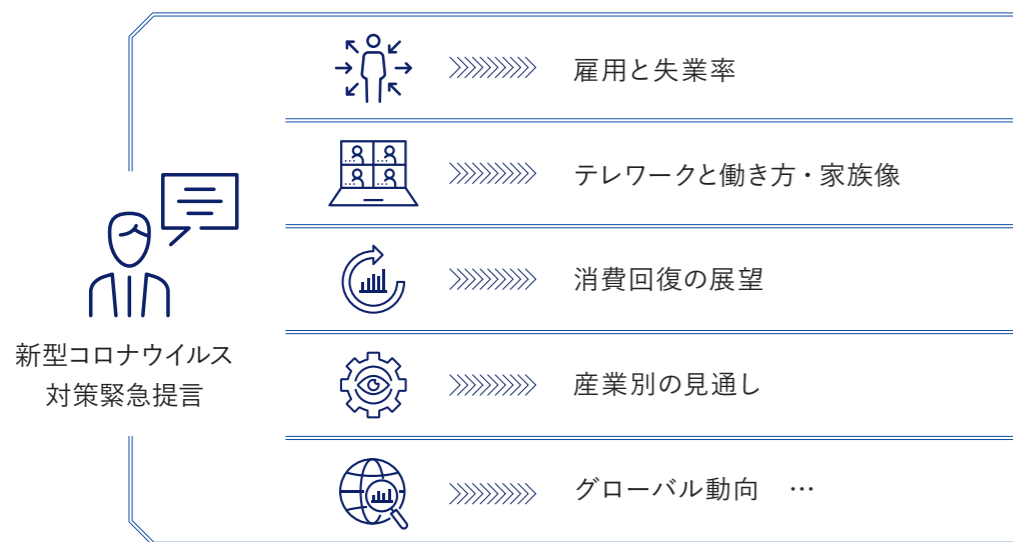 新型コロナウイルス
対策緊急提言
雇用と失業率
テレワークと働き方・家族像
消費回復の展望
産業別の見通し
グローバル動向　…